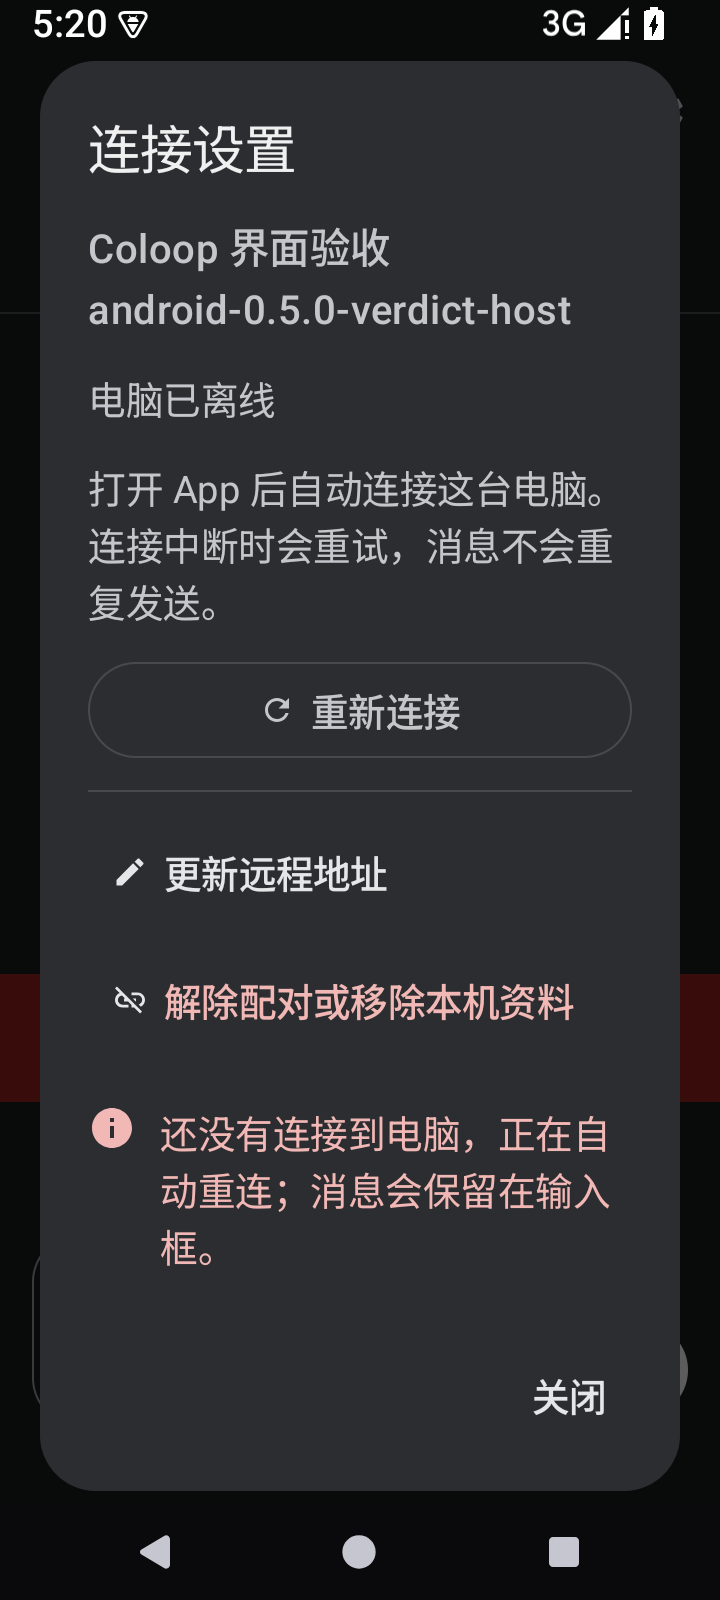 5:20
3G
连接设置
Coloop 界面验收
android-0.5.0-verdict-host
电脑已离线
打开 App 后自动连接这台电脑。
连接中断时会重试，消息不会重
复发送。
重新连接
更新远程地址
解除配对或移除本机资料
还没有连接到电脑，正在自
动重连；消息会保留在输入
框。
关闭